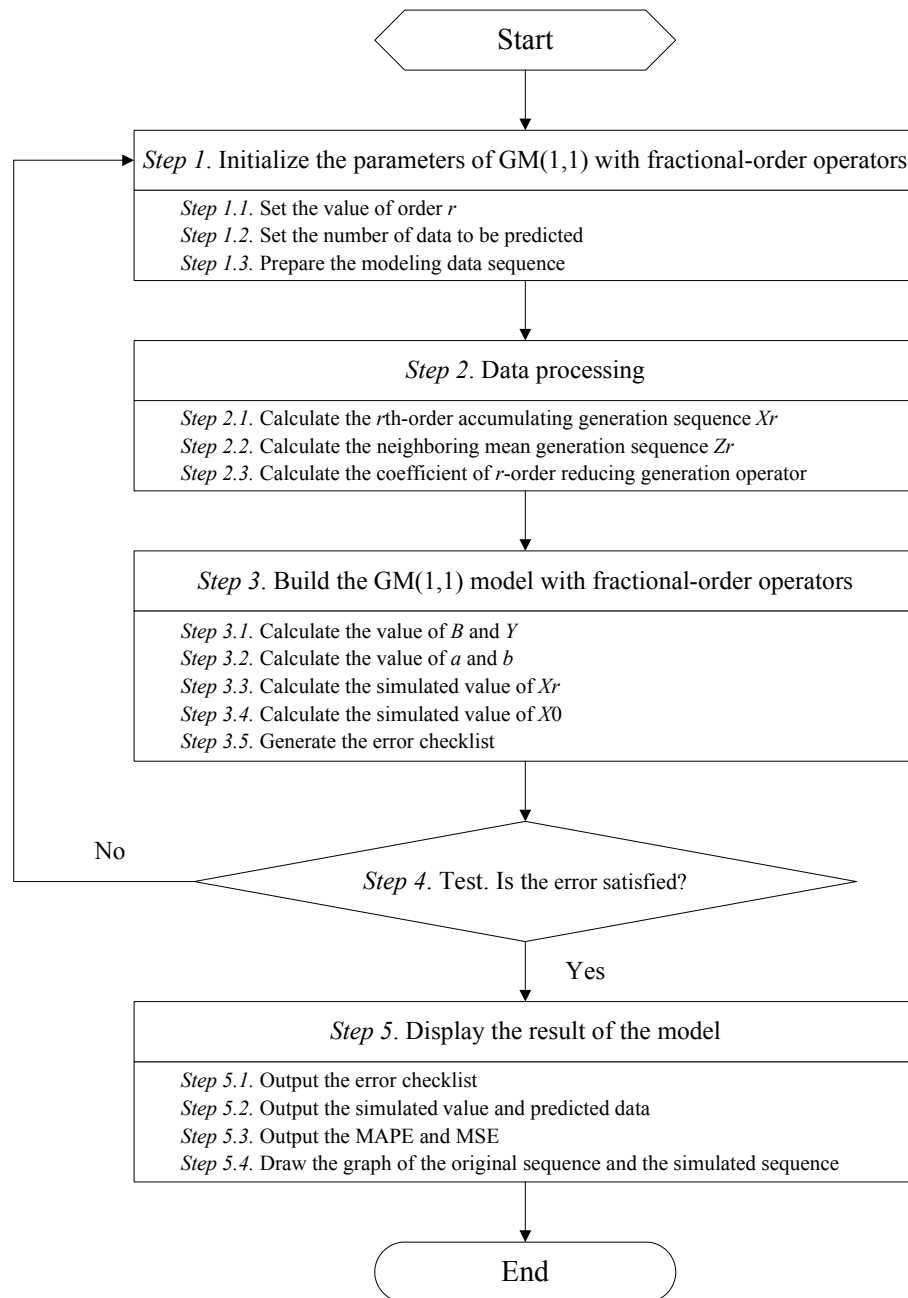 Start
Step 1. Initialize the parameters of GM(1,1) with fractional-order operators
Step 1.1. Set the value of order r
Step 1.2. Set the number of data to be predicted
Step 1.3. Prepare the modeling data sequence
Step 2. Data processing
Step 2.1. Calculate the rth-order accumulating generation sequence Xr
Step 2.2. Calculate the neighboring mean generation sequence Zr
Step 2.3. Calculate the coefficient of r-order reducing generation operator
Step 3. Build the GM(1,1) model with fractional-order operators
Step 3.1. Calculate the value of B and Y
Step 3.2. Calculate the value of a and b
Step 3.3. Calculate the simulated value of Xr
Step 3.4. Calculate the simulated value of X0
Step 3.5. Generate the error checklist
No
Step 4. Test. Is the error satisfied?
Yes
Step 5. Display the result of the model
Step 5.1. Output the error checklist
Step 5.2. Output the simulated value and predicted data
Step 5.3. Output the MAPE and MSE
Step 5.4. Draw the graph of the original sequence and the simulated sequence
End